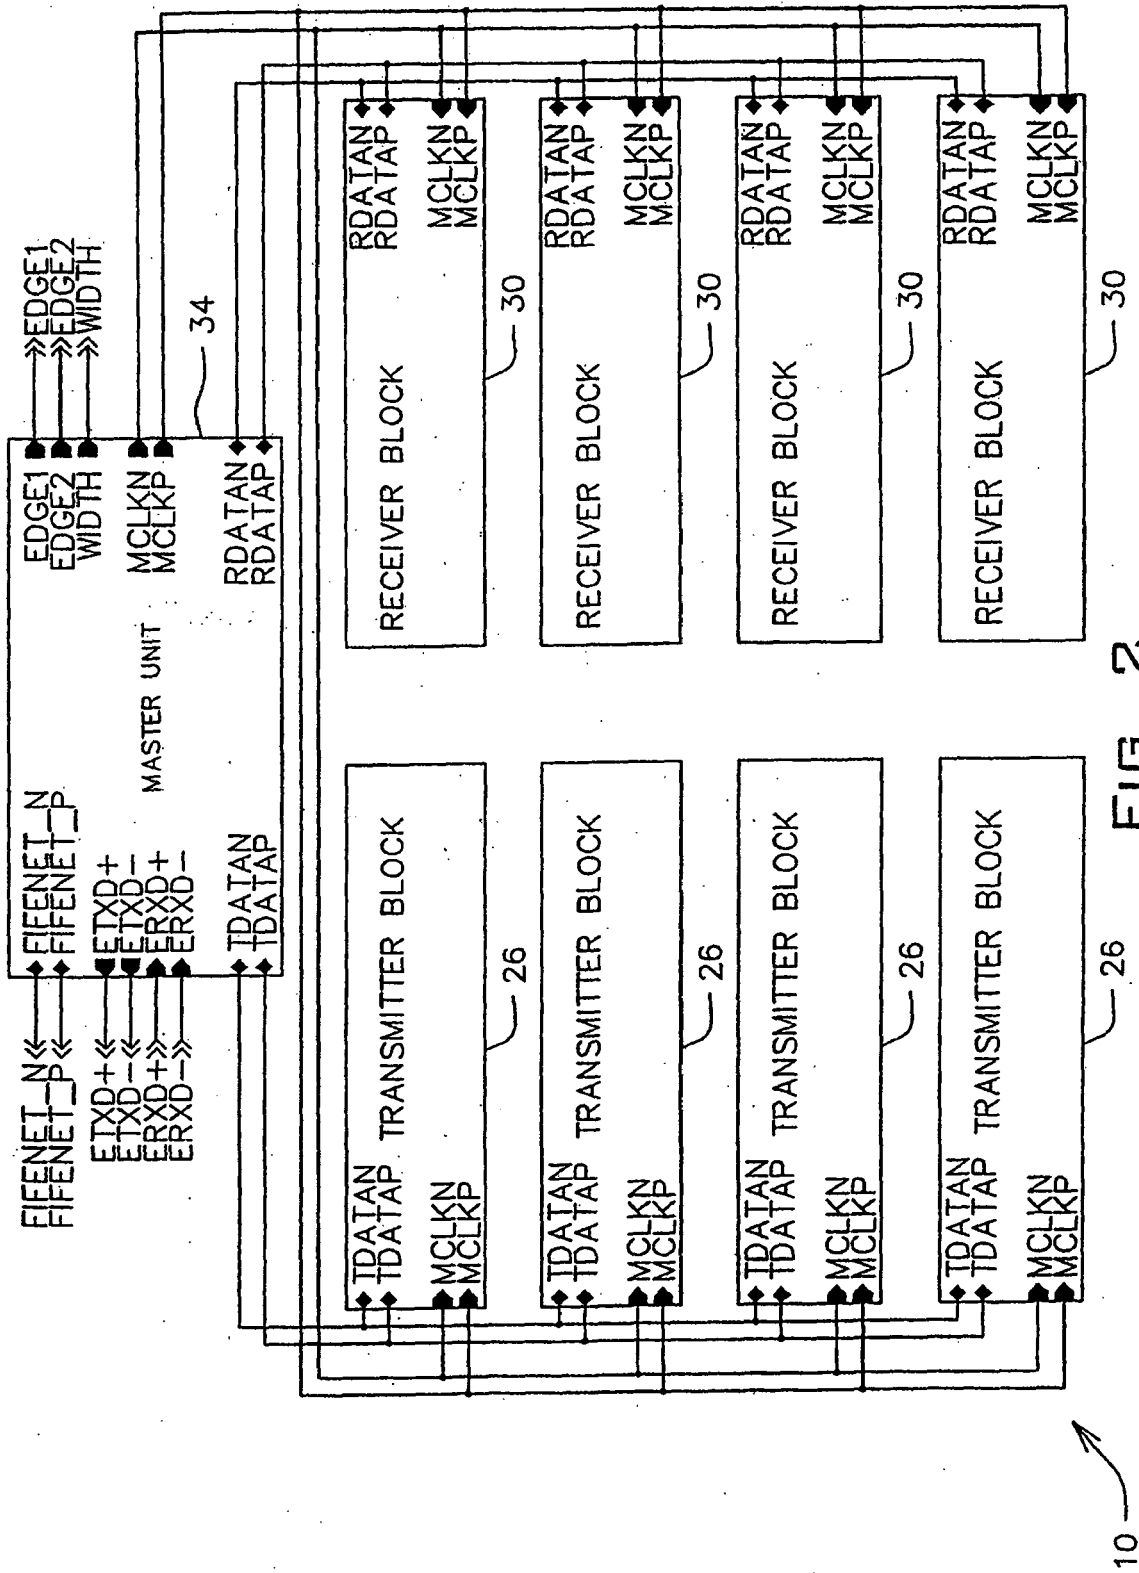 FIFENET_N
FIFENET_P
ETXD+
ETXD-
ERXD+
ERXD-
FIFENET_N
FIFENET_P
ETXD+
ETXD-
ERXD+
ERXD-
TDATAN
TDATAP
MASTER UNIT
EDGE1
EDGE2
WIDTH
MCLKN
MCLKP
RDATAN
RDATAP
EDGE1
EDGE2
WIDTH
34
TDATAN
TDATAP
MCLKN
MCLKP
TRANSMITTER BLOCK
26
RECEIVER BLOCK
RDATAN
RDATAP
MCLKN
MCLKP
30
TDATAN
TDATAP
MCLKN
MCLKP
TRANSMITTER BLOCK
26
RECEIVER BLOCK
RDATAN
RDATAP
MCLKN
MCLKP
30
TDATAN
TDATAP
MCLKN
MCLKP
TRANSMITTER BLOCK
26
RECEIVER BLOCK
RDATAN
RDATAP
MCLKN
MCLKP
30
TDATAN
TDATAP
MCLKN
MCLKP
TRANSMITTER BLOCK
26
RECEIVER BLOCK
RDATAN
RDATAP
MCLKN
MCLKP
30
10
FIG 2